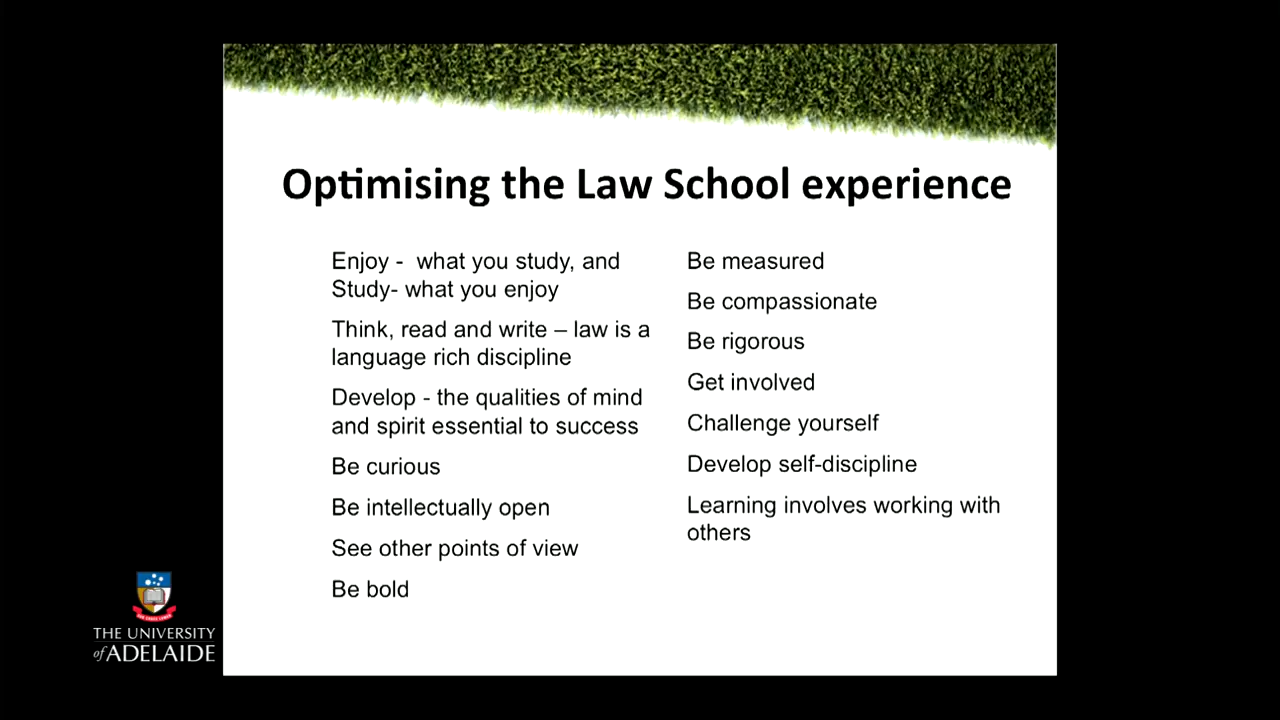 Optimising the Law School experience
Enjoy -  what you study, and
Study- what you enjoy
Think, read and write – law is a
language rich discipline
Develop - the qualities of mind
and spirit essential to success
Be curious
Be intellectually open
See other points of view
Be bold
Be measured
Be compassionate
Be rigorous
Get involved
Challenge yourself
Develop self-discipline
Learning involves working with
others
THE UNIVERSITY
of ADELAIDE